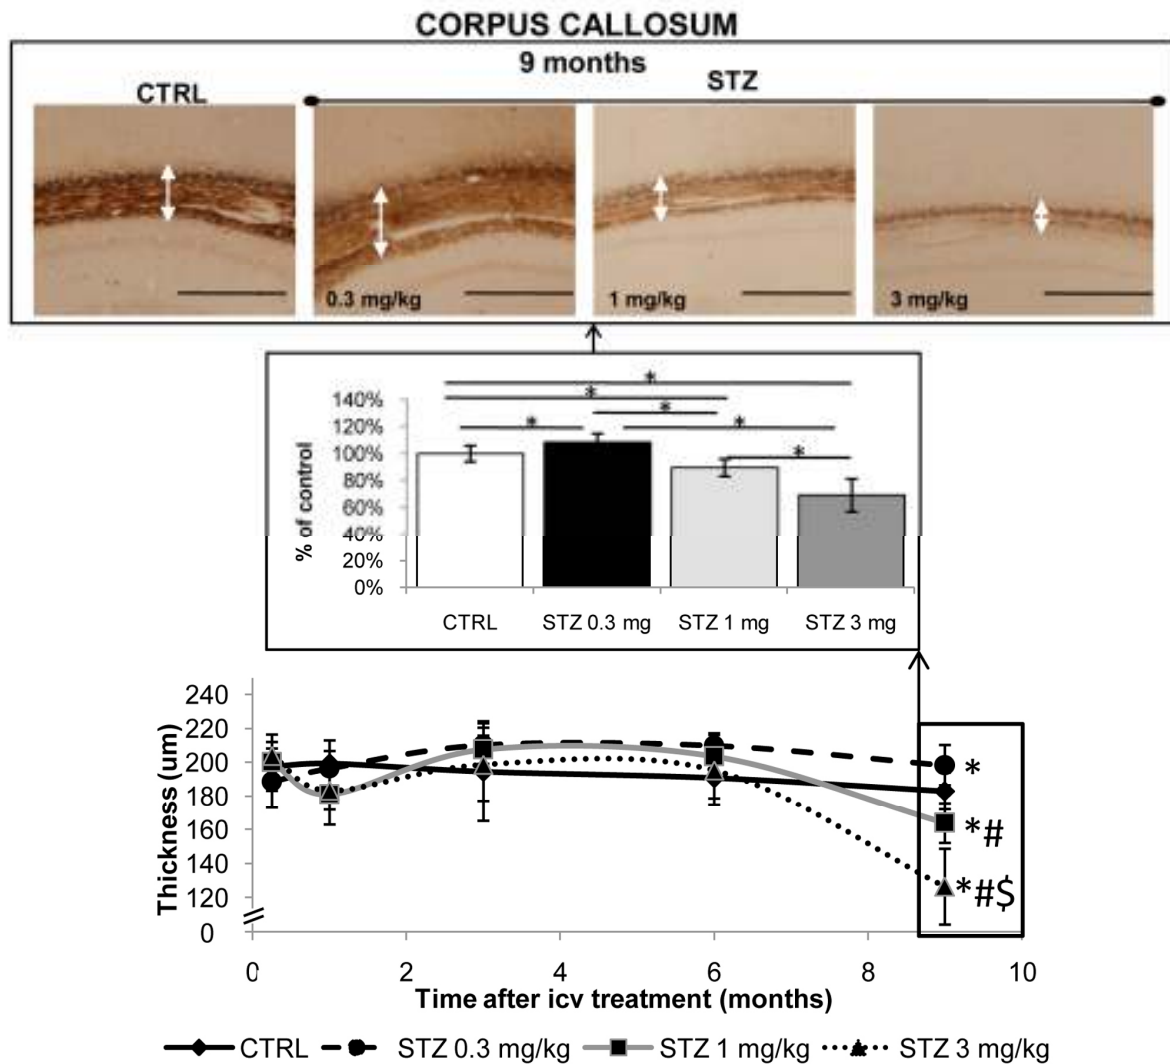 CORPUS CALLOSUM
9 months
CTRL
STZ
0.3 mg/kg
1 mg/kg
3 mg/kg
% of control
140%
120%
100%
80%
60%
40%
20%
0%
*
*
*
*
*
*
CTRL
STZ 0.3 mg
STZ 1 mg
STZ 3 mg
Thickness (um)
240
220
200
180
160
140
120
0
*
*#
*#$
0
2
4
6
8
10
Time after icv treatment (months)
CTRL
STZ 0.3 mg/kg
STZ 1 mg/kg
STZ 3 mg/kg